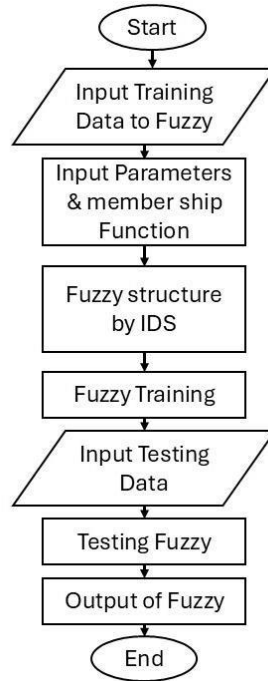 Start
Input Training
Data to Fuzzy
Input Parameters
& member ship
Function
Fuzzy structure
by IDS
Fuzzy Training
Input Testing
Data
Testing Fuzzy
Output of Fuzzy
End